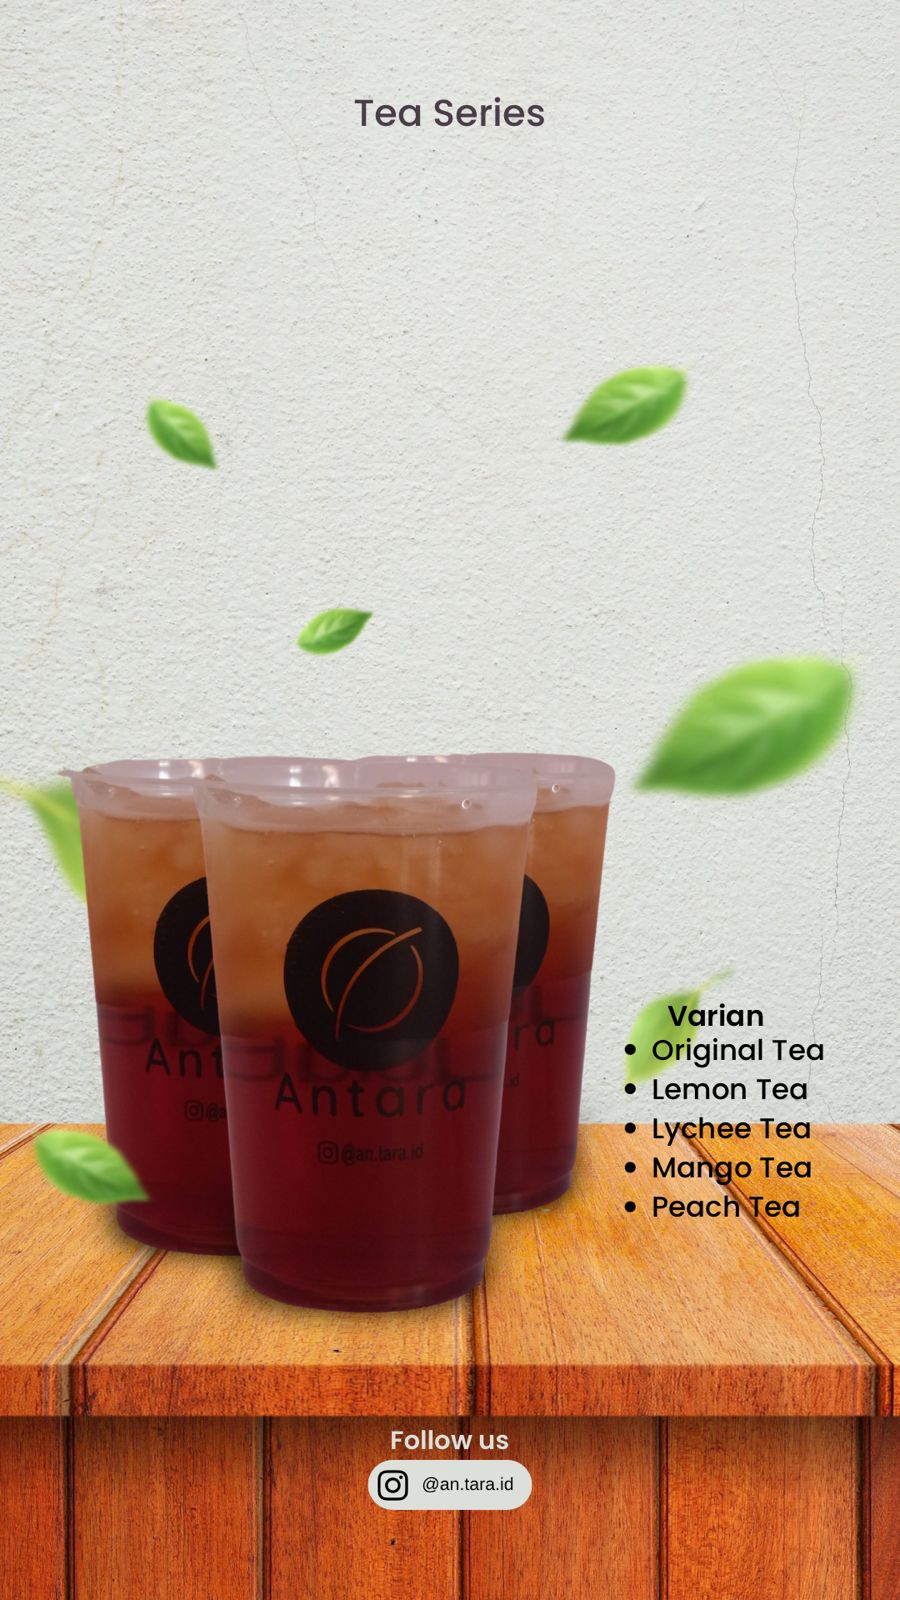 Tea Series
Antara
@an.tara.id
Varian
Original Tea
Lemon Tea
Lychee Tea
Mango Tea
Peach Tea
Follow us
@an.tara.id